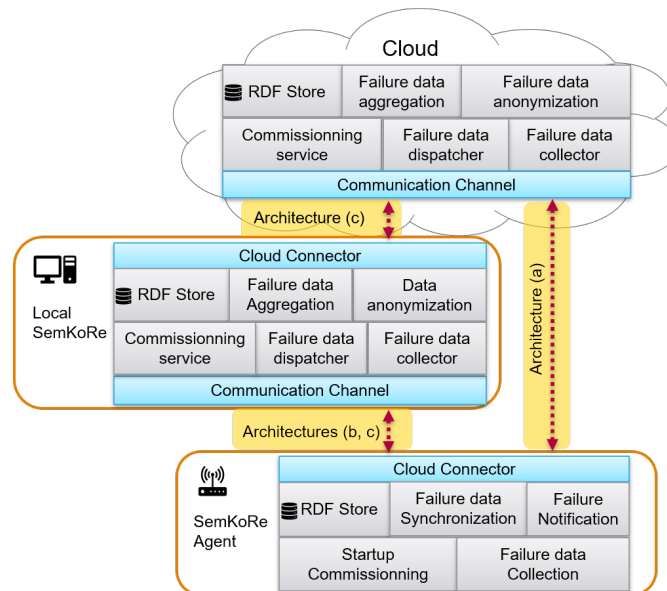 Cloud
RDF Store
Failure data
aggregation
Failure data
anonymization
Commissionning
service
Failure data
dispatcher
Failure data
collector
Communication Channel
Architecture (c)
Architecture (a)
Local
SemKoRe
Cloud Connector
RDF Store
Failure data
Aggregation
Data
anonymization
Commissionning
service
Failure data
dispatcher
Failure data
collector
Communication Channel
Architectures (b, c)
SemKoRe
Agent
Cloud Connector
RDF Store
Failure data
Synchronization
Failure
Notification
Startup
Commissionning
Failure data
Collection